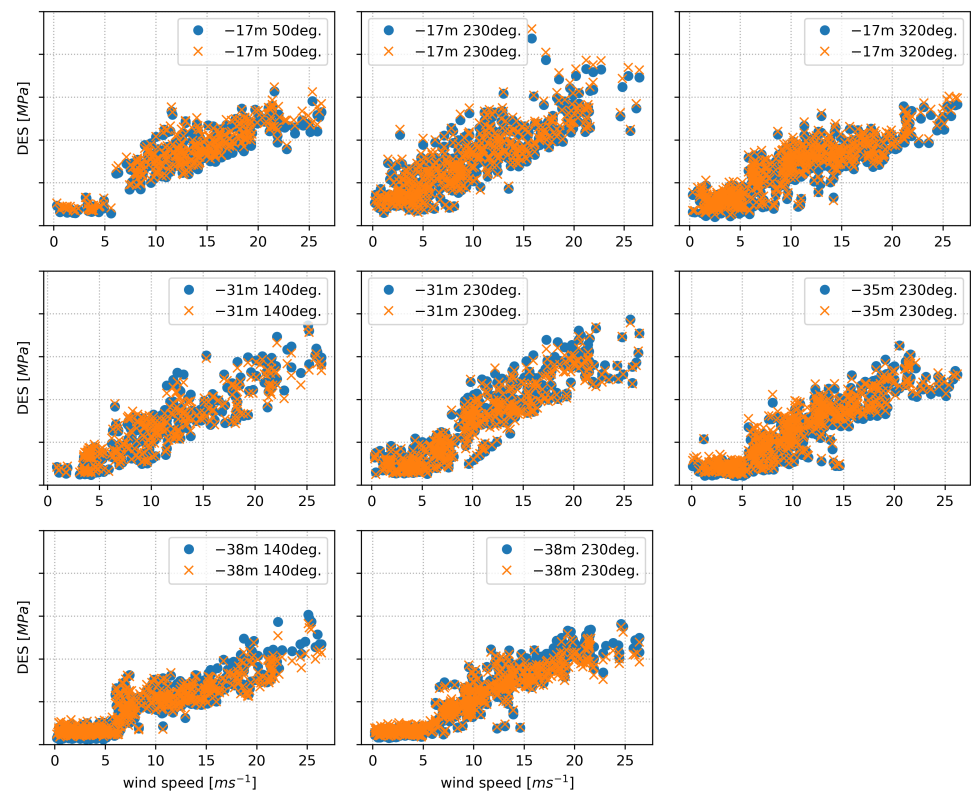 −17m 50deg.
−17m 50deg.
−17m 230deg.
−17m 230deg.
−17m 320deg.
−17m 320deg.
DES [MPa]
0 5 10 15 20 25
0 5 10 15 20 25
0 5 10 15 20 25
−31m 140deg.
−31m 140deg.
−31m 230deg.
−31m 230deg.
−35m 230deg.
−35m 230deg.
DES [MPa]
0 5 10 15 20 25
0 5 10 15 20 25
0 5 10 15 20 25
−38m 140deg.
−38m 140deg.
−38m 230deg.
−38m 230deg.
DES [MPa]
0 5 10 15 20 25
0 5 10 15 20 25
wind speed [ms⁻¹]
wind speed [ms⁻¹]